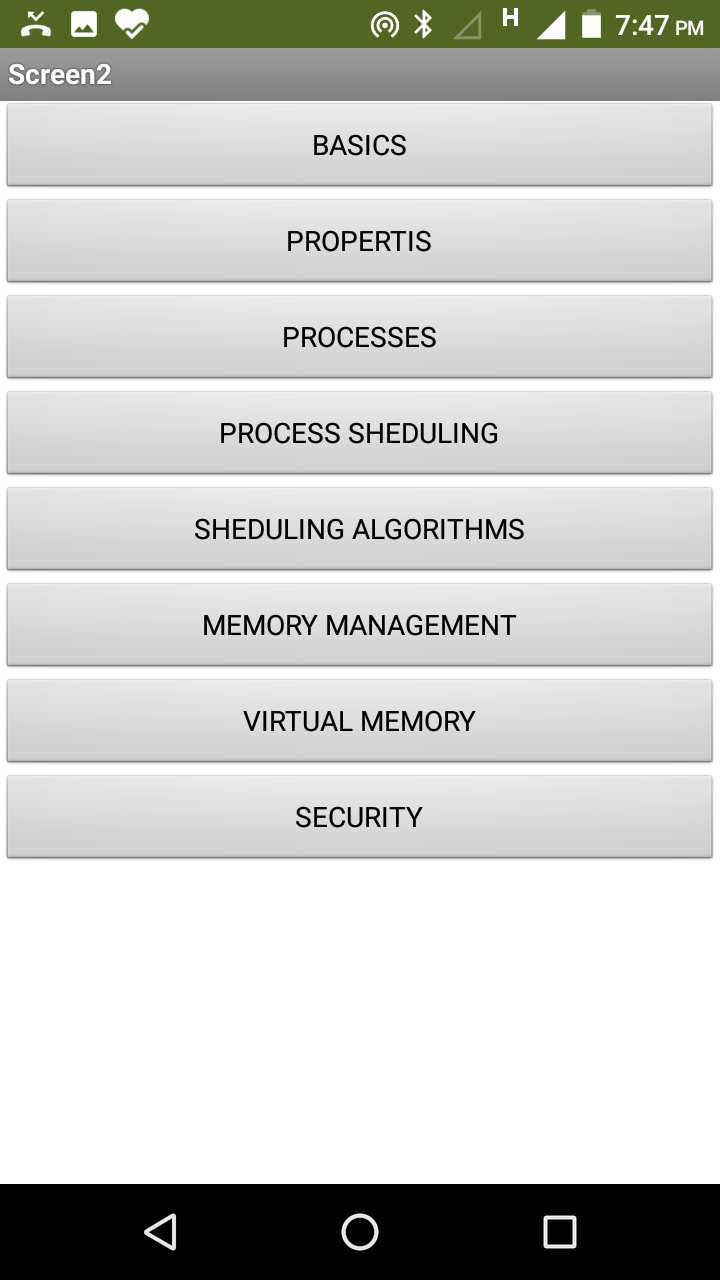 H 7:47 PM
Screen2
BASICS
PROPERTIS
PROCESSES
PROCESS SHEDULING
SHEDULING ALGORITHMS
MEMORY MANAGEMENT
VIRTUAL MEMORY
SECURITY